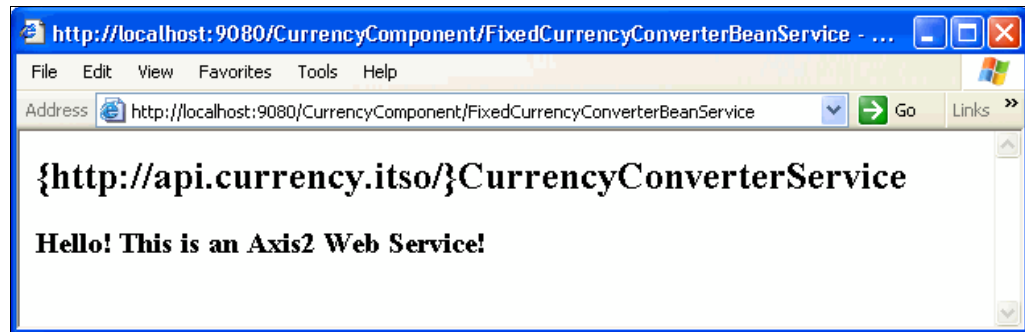 http://localhost:9080/CurrencyComponent/FixedCurrencyConverterBeanService - ...
File Edit View Favorites Tools Help
Address http://localhost:9080/CurrencyComponent/FixedCurrencyConverterBeanService Go Links »
{http://api.currency.itso/}CurrencyConverterService
Hello! This is an Axis2 Web Service!